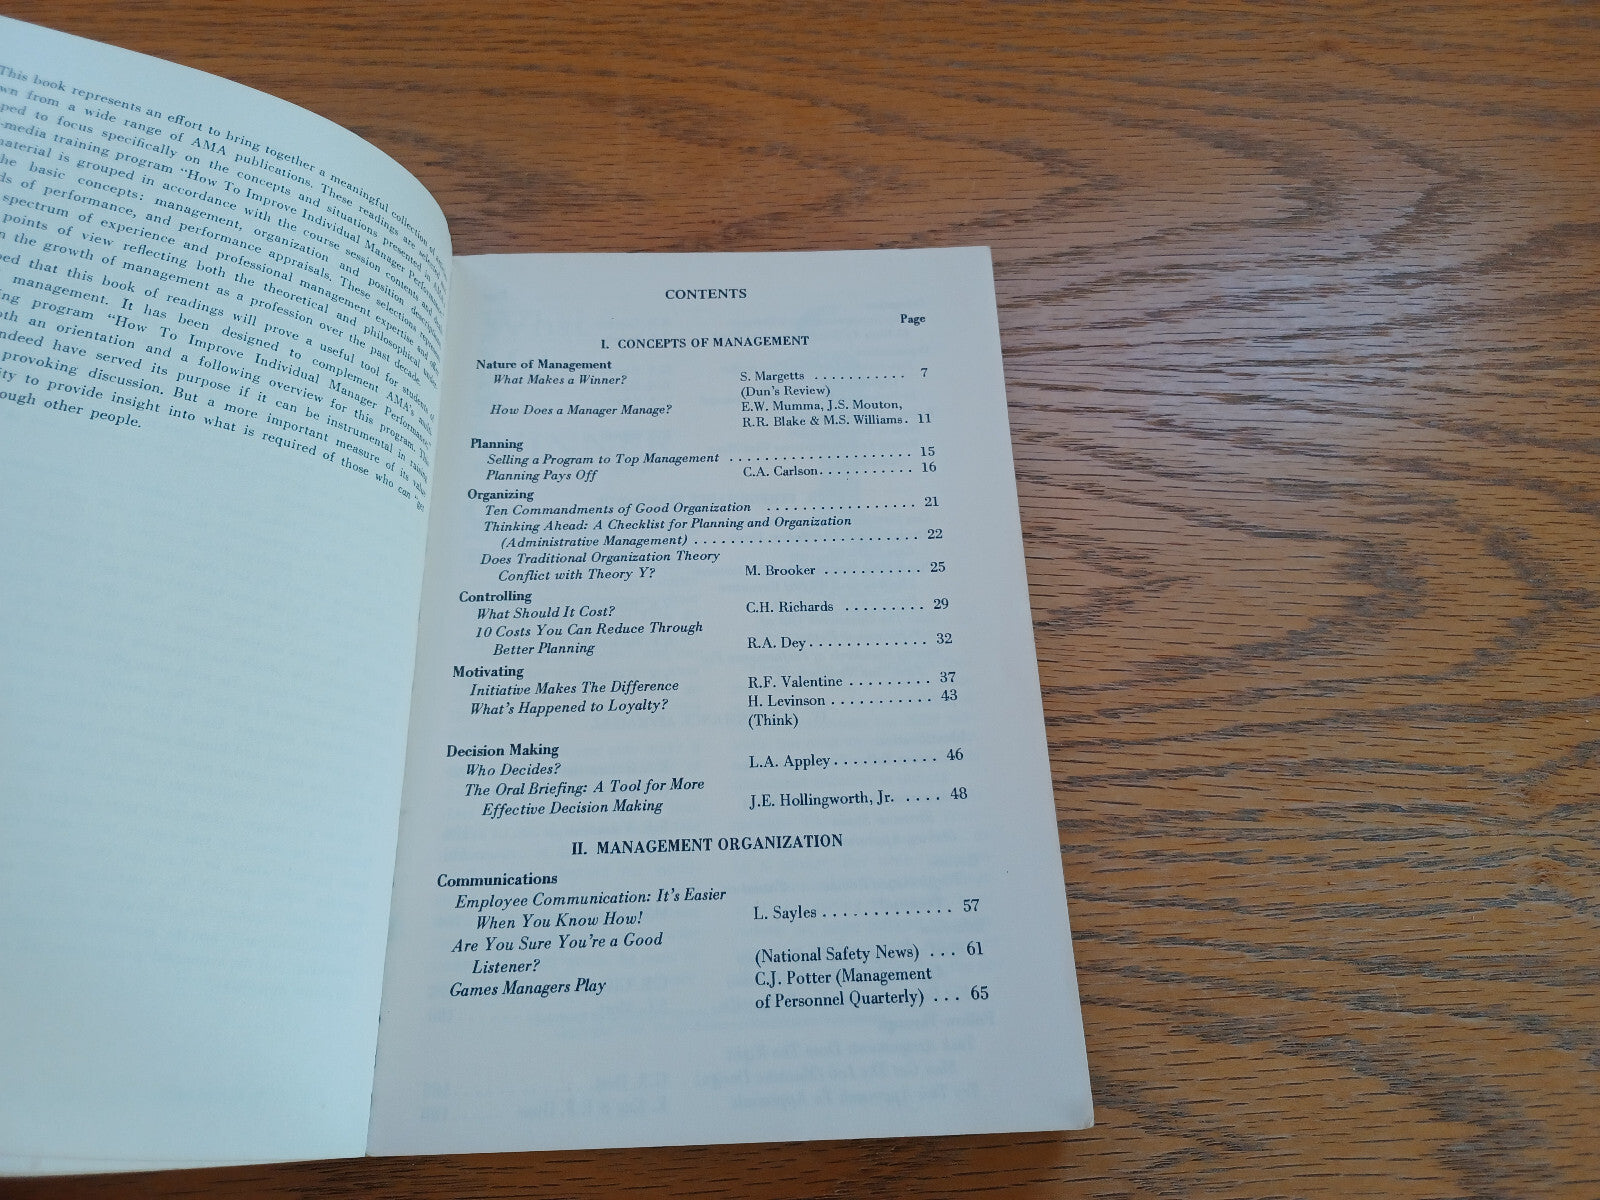 This book represents an effort to bring together a meaningful collection of
wn from a wide range of AMA publications. These readings are selected
ped to focus specifically on the concepts and situations presented in
-media training program "How To Improve Individual Manager Performance
material is grouped in accordance with the course session contents and
he basic concepts: management, organization and position description
ds of performance, and performance appraisals. These selections represent
spectrum of experience and professional management expertise and offer
points of view reflecting both the theoretical and philosophical
n the growth of management as a profession over the past decade.
ped that this book of readings will prove a useful tool for students of
management. It has been designed to complement AMA's multi
ing program "How To Improve Individual Manager Performance."
oth an orientation and a following overview for this program. The
ndeed have served its purpose if it can be instrumental in raising
provoking discussion. But a more important measure of its value
ity to provide insight into what is required of those who can "get
ough other people.
CONTENTS
Page
I. CONCEPTS OF MANAGEMENT
Nature of Management
What Makes a Winner? S. Margetts . . . . . . . . . . . 7
(Dun's Review)
How Does a Manager Manage? E.W. Mumma, J.S. Mouton,
R.R. Blake & M.S. Williams. 11
Planning
Selling a Program to Top Management . . . . . . . . . . . . . . . . . . . . . . 15
Planning Pays Off C.A. Carlson. . . . . . . . . . . 16
Organizing
Ten Commandments of Good Organization . . . . . . . . . . . . . . . . . 21
Thinking Ahead: A Checklist for Planning and Organization
(Administrative Management) . . . . . . . . . . . . . . . . . . . . . . . . . 22
Does Traditional Organization Theory
Conflict with Theory Y? M. Brooker . . . . . . . . . . . 25
Controlling
What Should It Cost? C.H. Richards . . . . . . . . . 29
10 Costs You Can Reduce Through
Better Planning R.A. Dey . . . . . . . . . . . . . 32
Motivating
Initiative Makes The Difference R.F. Valentine . . . . . . . . . 37
What's Happened to Loyalty? H. Levinson . . . . . . . . . . . 43
(Think)
Decision Making
Who Decides? L.A. Appley . . . . . . . . . . . 46
The Oral Briefing: A Tool for More
Effective Decision Making J.E. Hollingworth, Jr. . . . . 48
II. MANAGEMENT ORGANIZATION
Communications
Employee Communication: It's Easier
When You Know How! L. Sayles . . . . . . . . . . . . . 57
Are You Sure You're a Good
Listener? (National Safety News) . . . 61
Games Managers Play C.J. Potter (Management
of Personnel Quarterly) . . . 65